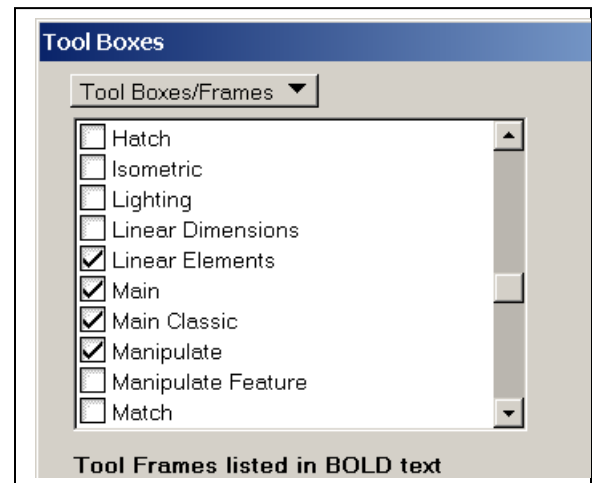 Tool Boxes
Tool Boxes/Frames
Hatch
Isometric
Lighting
Linear Dimensions
Linear Elements
Main
Main Classic
Manipulate
Manipulate Feature
Match
Tool Frames listed in BOLD text